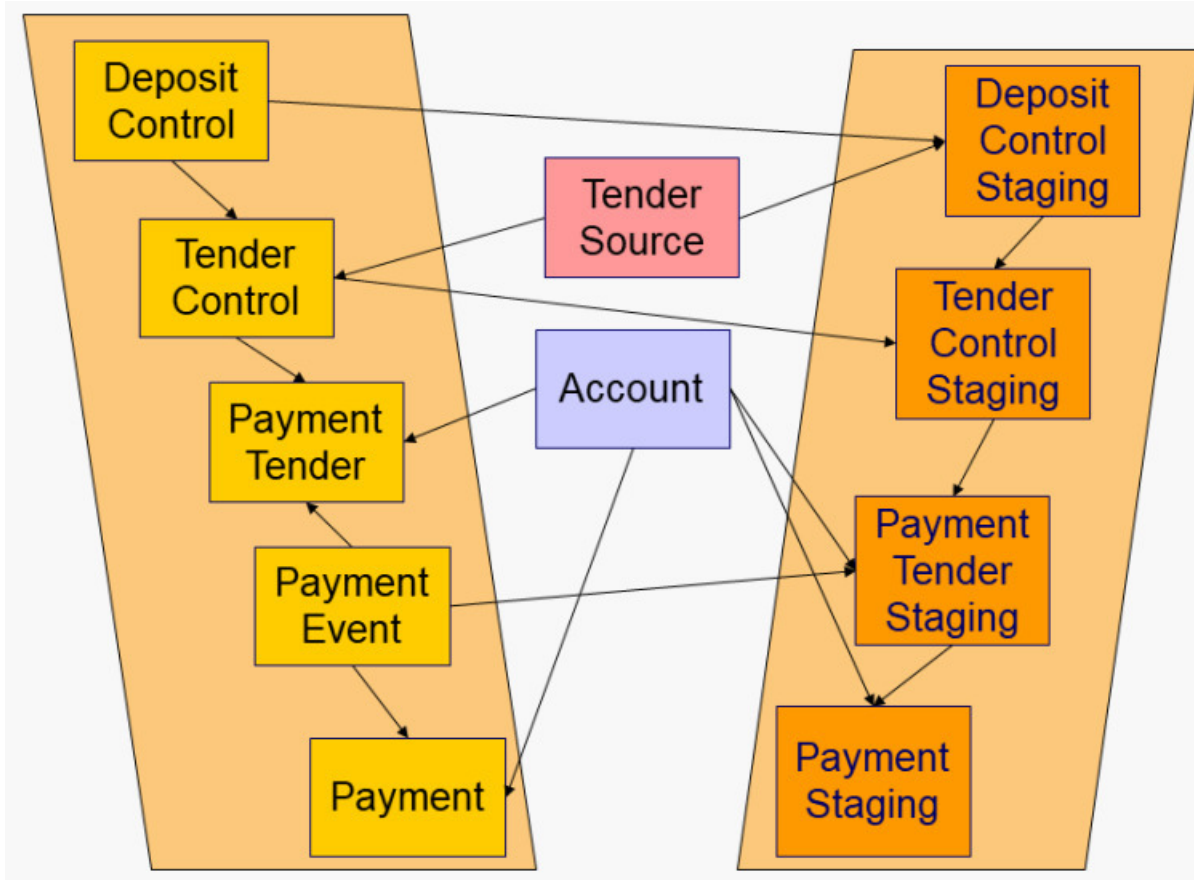 Deposit
Control
Tender
Control
Payment
Tender
Payment
Event
Payment
Tender
Source
Account
Deposit
Control
Staging
Tender
Control
Staging
Payment
Tender
Staging
Payment
Staging